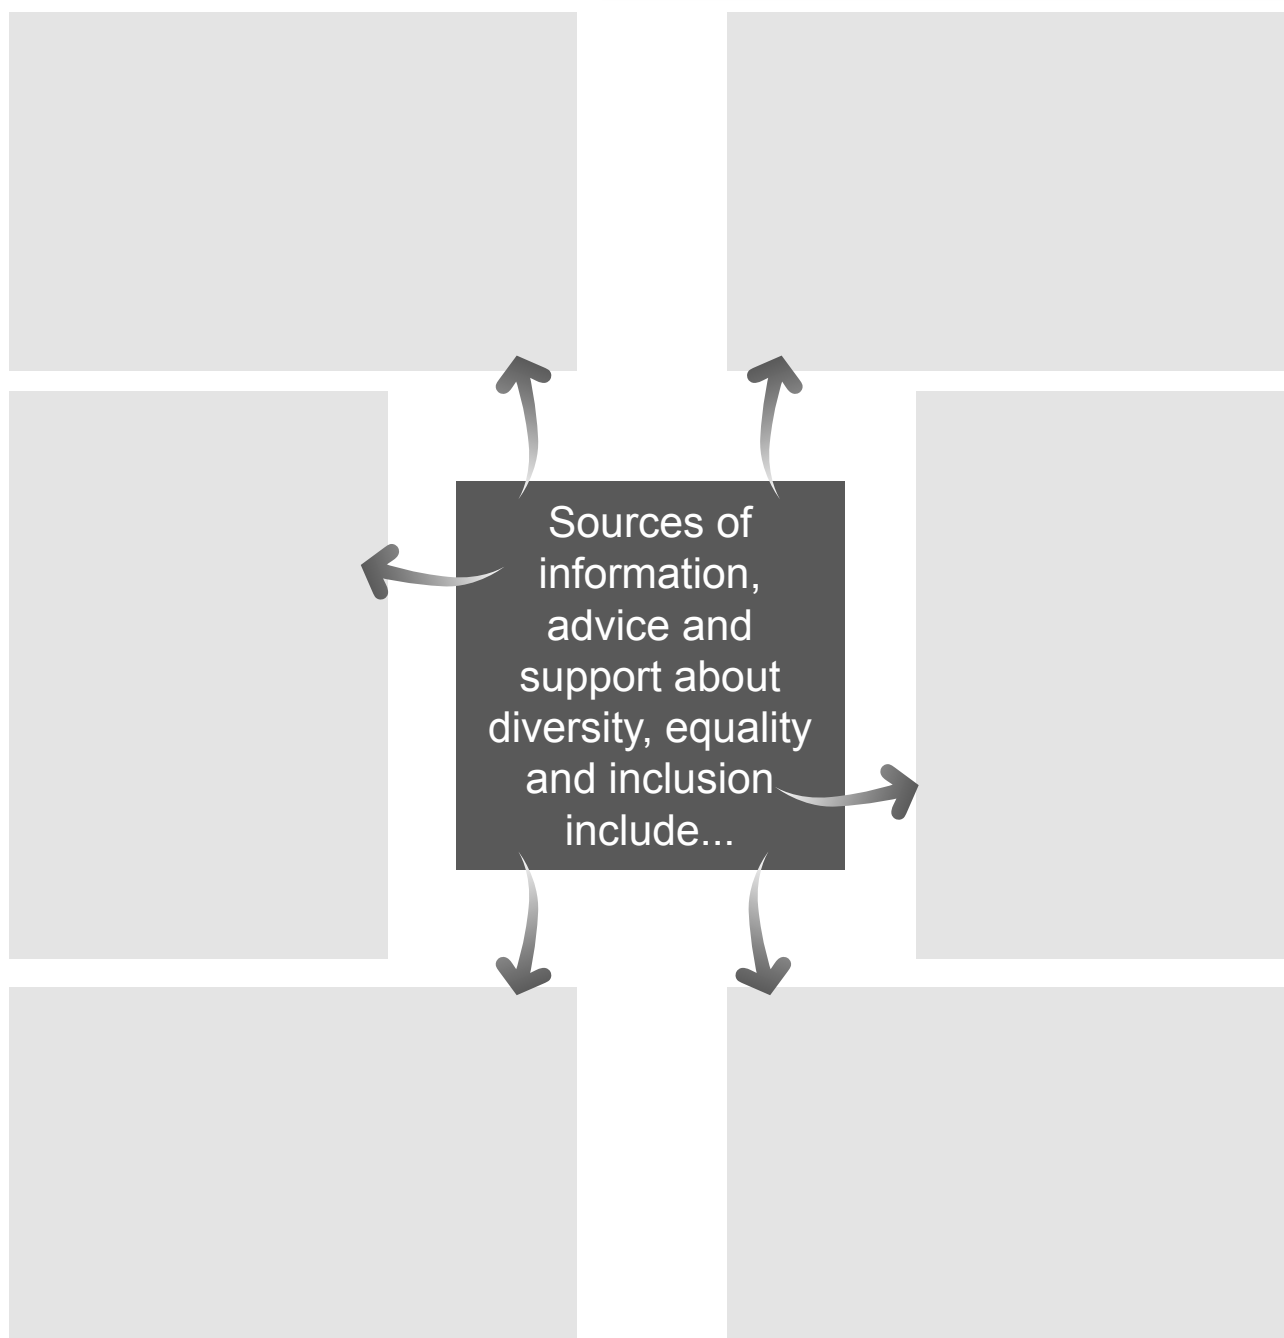 Sources of
information,
advice and
support about
diversity, equality
and inclusion
include...